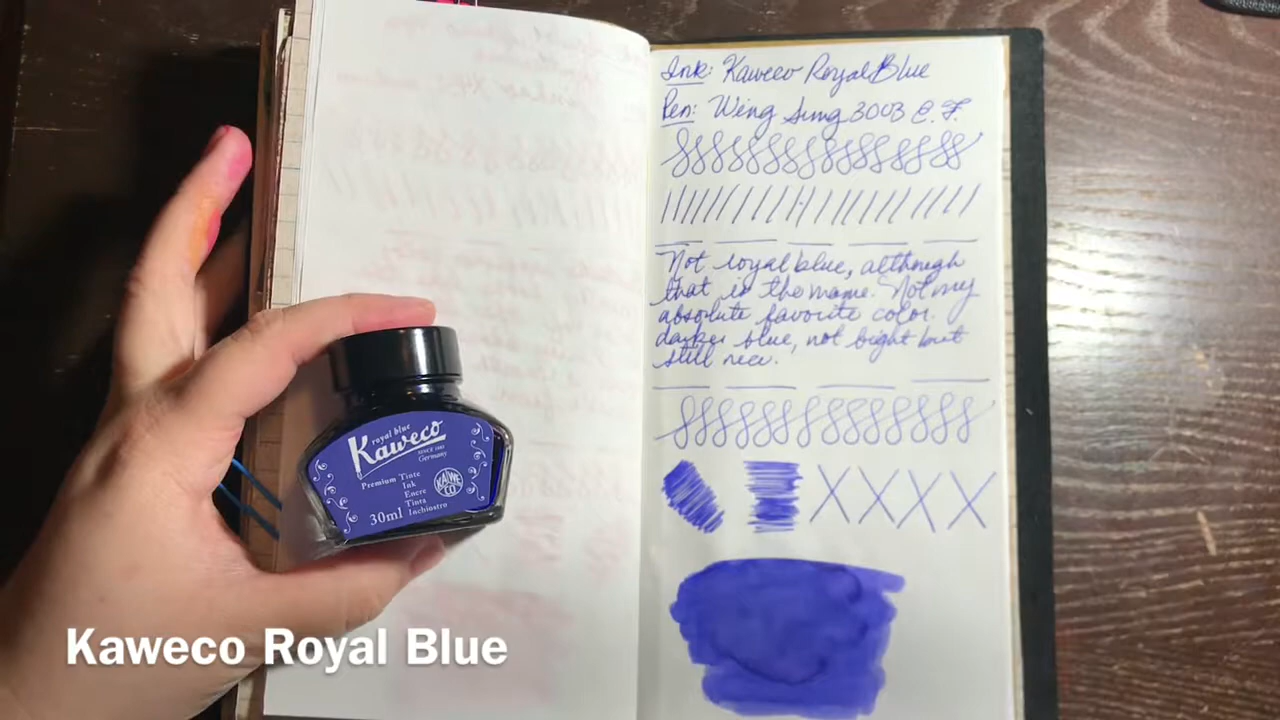 Ink: Kaweco Royal Blue
Pen: Wing Sung 3003 E.F.
Not royal blue, although
that is the name. Not my
absolute favorite color.
darker blue, not bright but
still nice.
royal blue
Kaweco
SINCE 1883
Germany
Premium Tinte
Ink
Encre
Tinta
Inchiostro
30ml
KAWE
CO
Kaweco Royal Blue